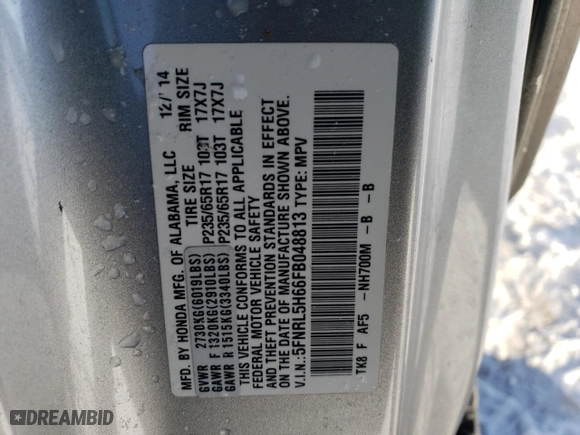 MFD. BY HONDA MFG. OF ALABAMA, LLC 12/'14
TIRE SIZE RIM SIZE
GVWR 2730KG(6019LBS)
GAWR F 1320KG(2910LBS) P235/65R17 103T 17X7J
GAWR R 1515KG(3340LBS) P235/65R17 103T 17X7J
THIS VEHICLE CONFORMS TO ALL APPLICABLE
FEDERAL MOTOR VEHICLE SAFETY
AND THEFT PREVENTION STANDARDS IN EFFECT
ON THE DATE OF MANUFACTURE SHOWN ABOVE.
V.I.N.:5FNRL5H66FB048813 TYPE: MPV
TK8 F AF5 -NH700M -B -B
DREAMBID